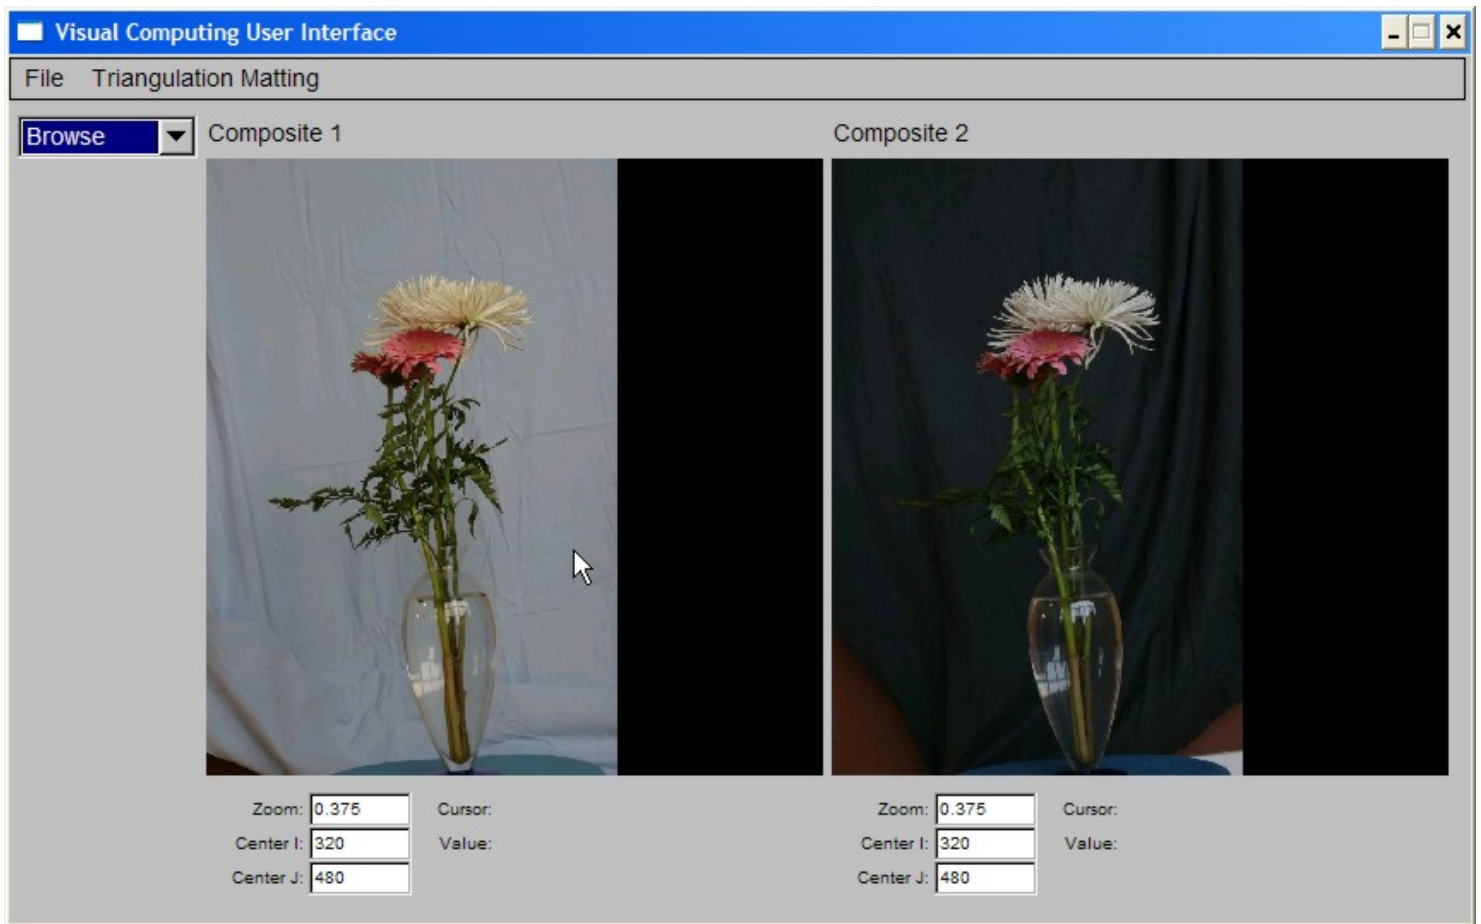 Visual Computing User Interface
File Triangulation Matting
Browse Composite 1 Composite 2
Zoom: 0.375 Cursor: Zoom: 0.375 Cursor:
Center I: 320 Value: Center I: 320 Value:
Center J: 480 Center J: 480